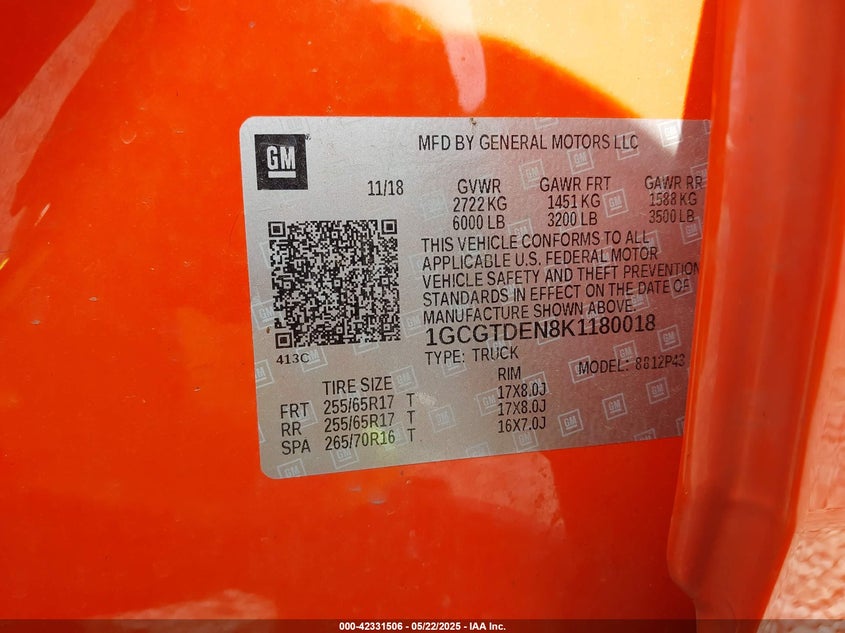 GM
MFD BY GENERAL MOTORS LLC
11/18 GVWR GAWR FRT GAWR RR
2722 KG 1451 KG 1588 KG
6000 LB 3200 LB 3500 LB
THIS VEHICLE CONFORMS TO ALL
APPLICABLE U.S. FEDERAL MOTOR
VEHICLE SAFETY AND THEFT PREVENTION
STANDARDS IN EFFECT ON THE DATE OF
MANUFACTURE SHOWN ABOVE.
1GCGTDEN8K1180018
413C TYPE: TRUCK MODEL: 8812P43
TIRE SIZE RIM
FRT 255/65R17 T 17X8.0J
RR 255/65R17 T 17X8.0J
SPA 265/70R16 T 16X7.0J
000-42331506 - 05/22/2025 - IAA Inc.